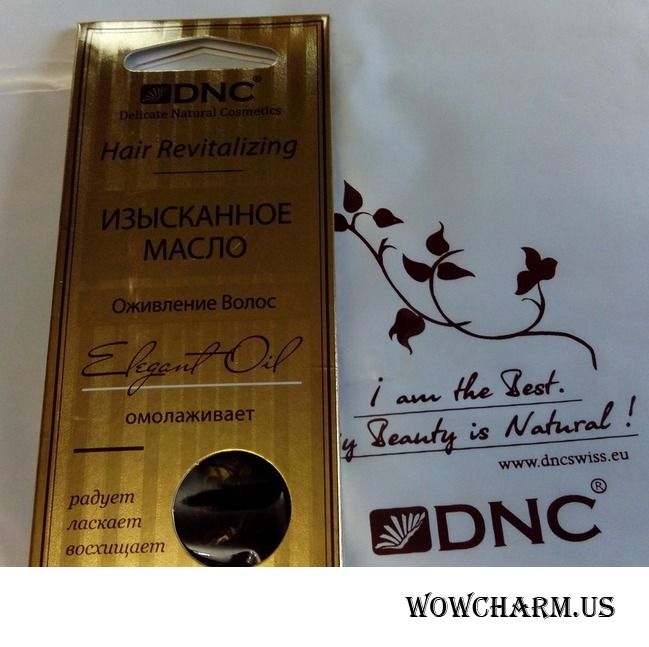 DNC®
Delicate Natural Cosmetics
Hair Revitalizing
ИЗЫСКАННОЕ
МАСЛО
Оживление Волос
Elegant Oil
омолаживает
радует
ласкает
восхищает
i am the Best.
y Beauty is Natural !
www.dncswiss.eu
DNC®
WOWCHARM.US